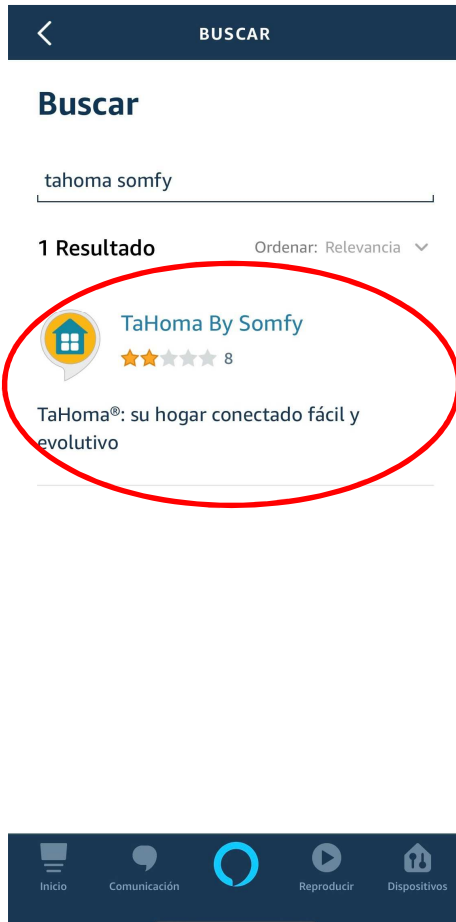 BUSCAR
Buscar
tahoma somfy
1 Resultado
Ordenar: Relevancia
TaHoma By Somfy
8
TaHoma®: su hogar conectado fácil y
evolutivo
Inicio
Comunicación
Reproducir
Dispositivos